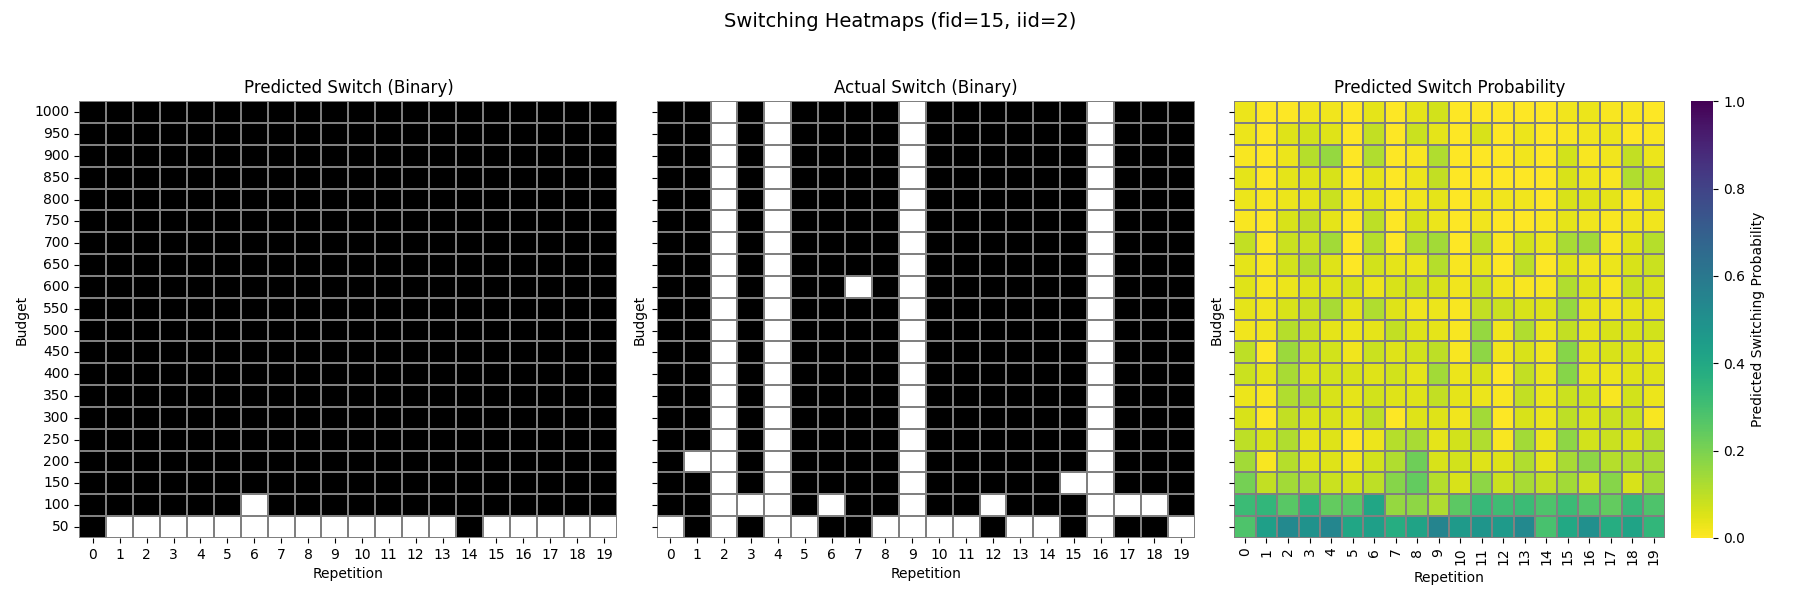 Switching Heatmaps (fid=15, iid=2)
Predicted Switch (Binary)
1000
950
900
850
800
750
700
650
600
550
500
450
400
350
300
250
200
150
100
50
Budget
0 1 2 3 4 5 6 7 8 9 10 11 12 13 14 15 16 17 18 19
Repetition
Actual Switch (Binary)
Budget
0 1 2 3 4 5 6 7 8 9 10 11 12 13 14 15 16 17 18 19
Repetition
Predicted Switch Probability
Budget
0 1 2 3 4 5 6 7 8 9 10 11 12 13 14 15 16 17 18 19
Repetition
1.0
0.8
0.6
0.4
0.2
0.0
Predicted Switching Probability